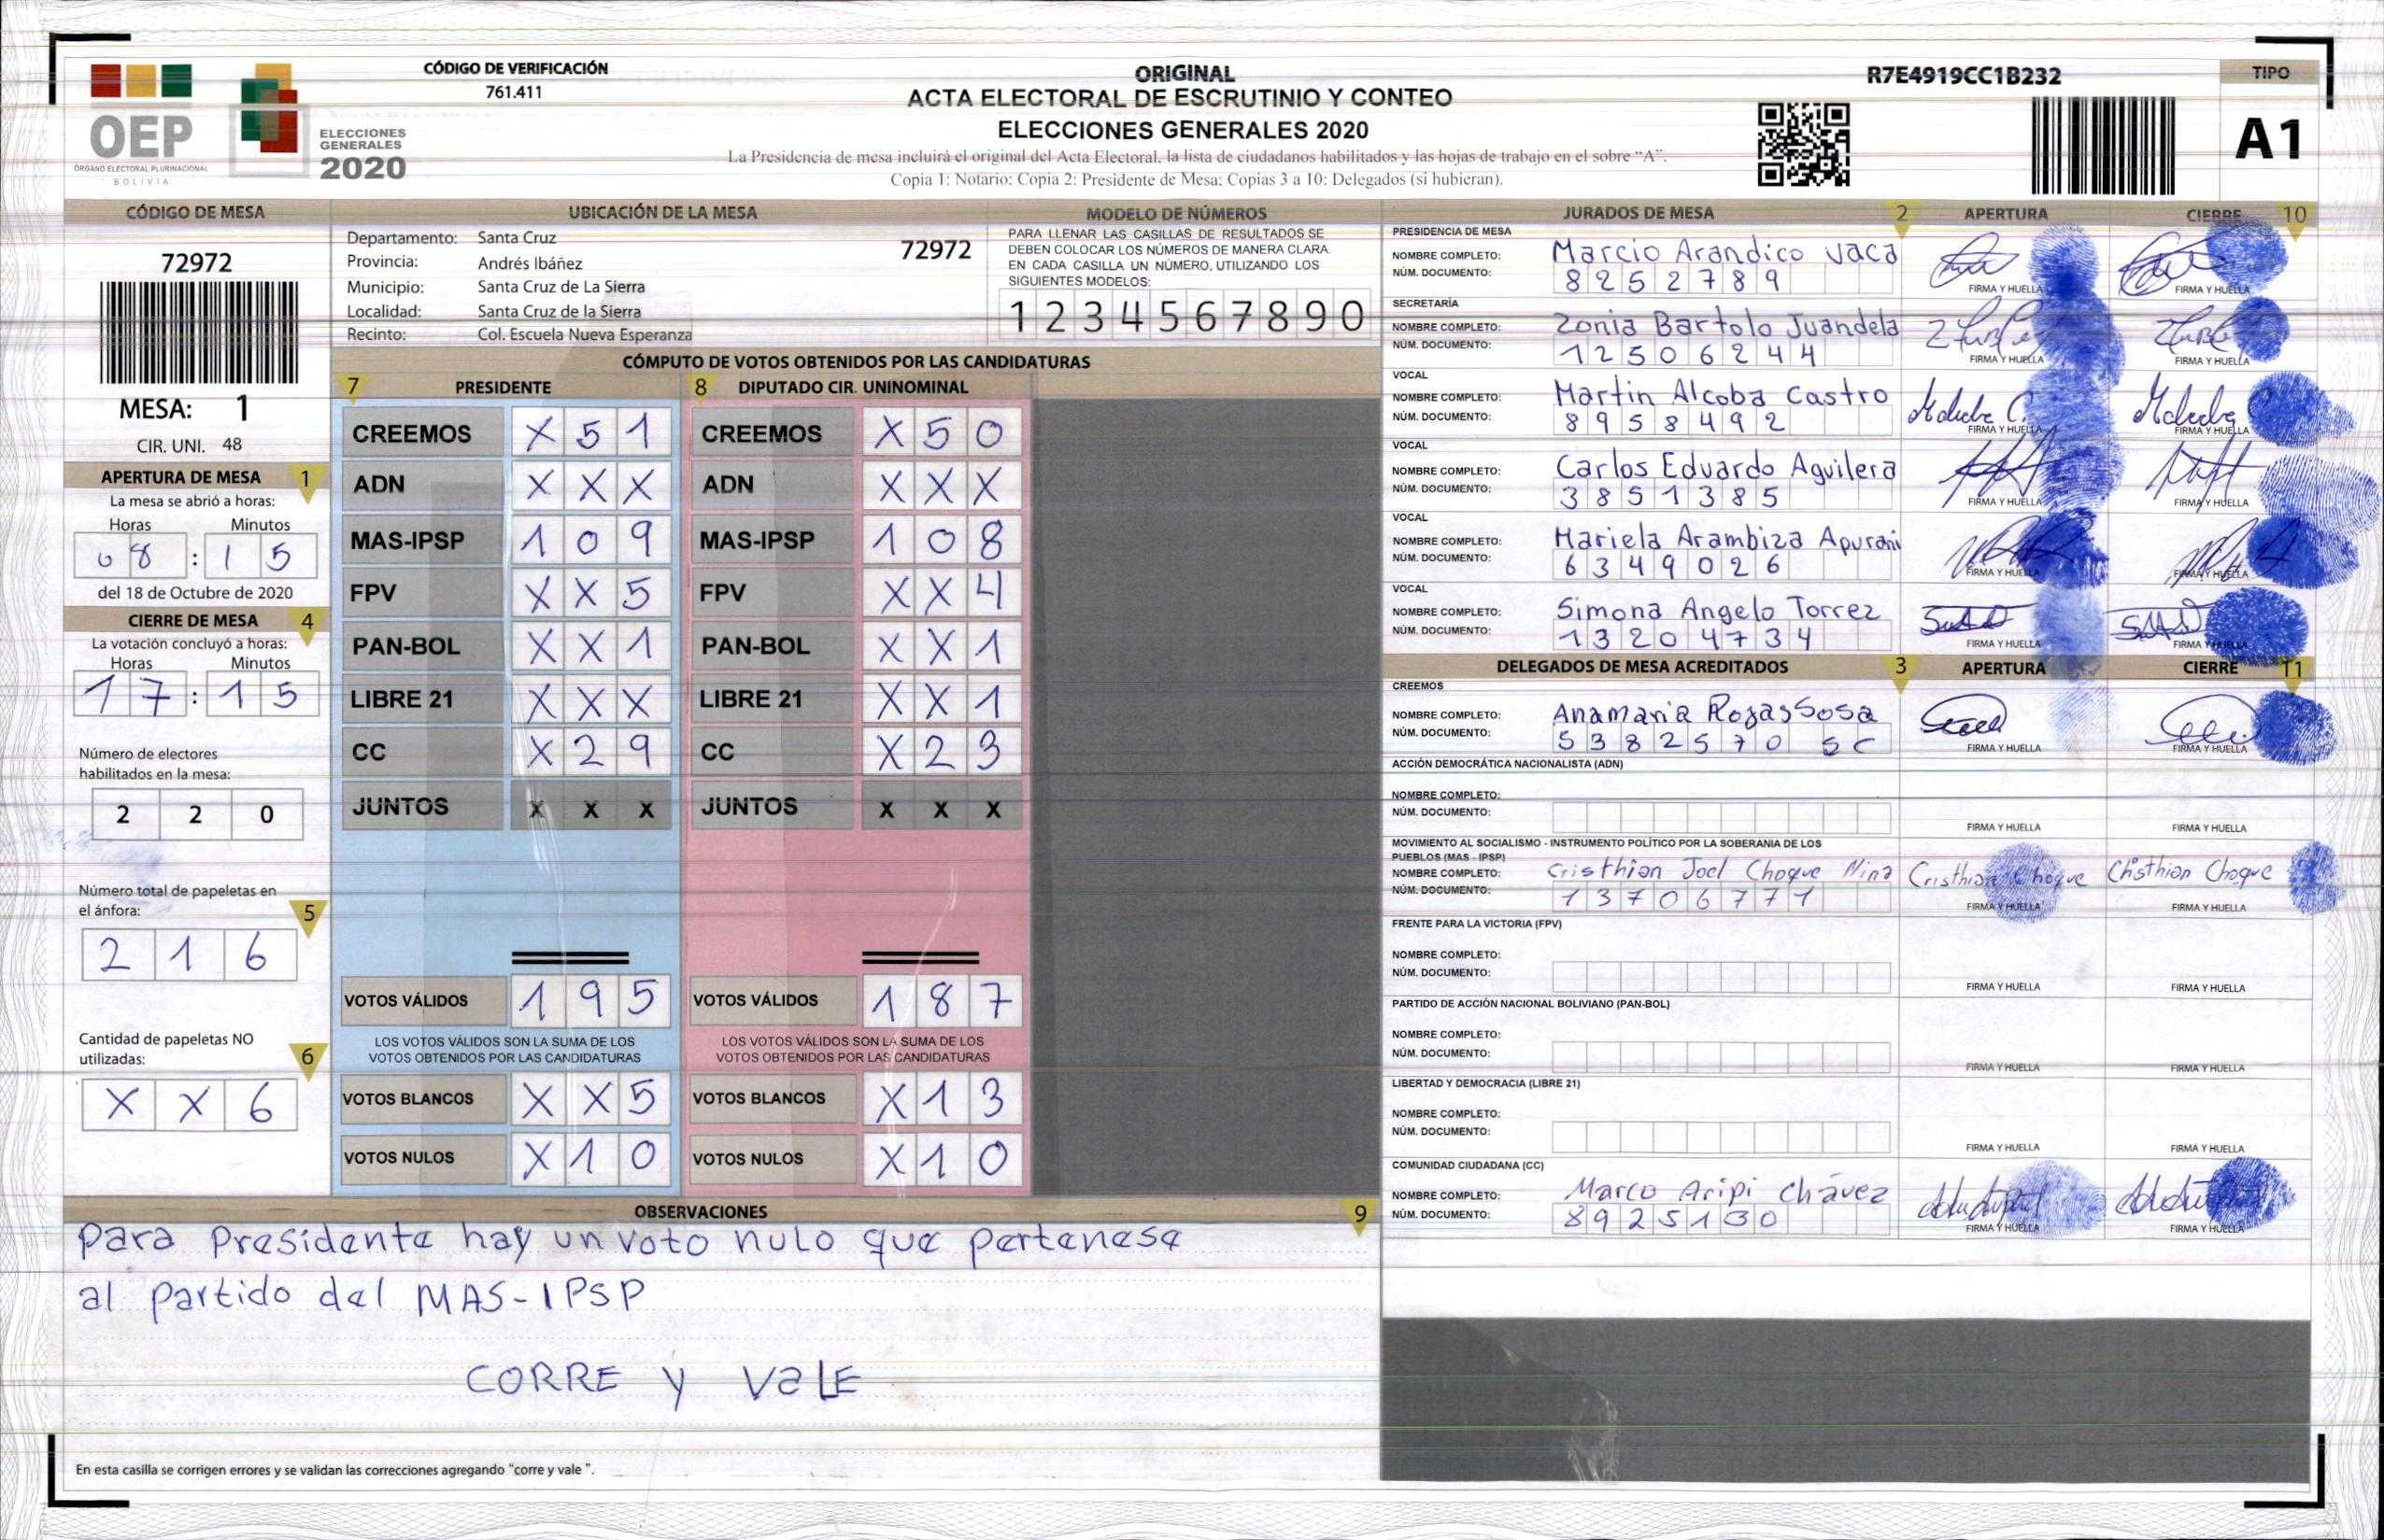 OEP
ÓRGANO ELECTORAL PLURINACIONAL
BOLIVIA
ELECCIONES
GENERALES
2020
CÓDIGO DE VERIFICACIÓN
761.411
ORIGINAL
ACTA ELECTORAL DE ESCRUTINIO Y CONTEO
ELECCIONES GENERALES 2020
La Presidencia de mesa incluirá el original del Acta Electoral, la lista de ciudadanos habilitados y las hojas de trabajo en el sobre "A".
Copia 1: Notario; Copia 2: Presidente de Mesa; Copias 3 a 10: Delegados (si hubieran).
R7E4919CC1B232
TIPO
A1
CÓDIGO DE MESA
72972
MESA: 1
CIR. UNI. 48
APERTURA DE MESA 1
La mesa se abrió a horas:
Horas Minutos
08 : 15
del 18 de Octubre de 2020
CIERRE DE MESA 4
La votación concluyó a horas:
Horas Minutos
17 : 15
Número de electores
habilitados en la mesa:
2 2 0
Número total de papeletas en
el ánfora: 5
2 1 6
Cantidad de papeletas NO
utilizadas: 6
X X 6
UBICACIÓN DE LA MESA
Departamento: Santa Cruz 72972
Provincia: Andrés Ibáñez
Municipio: Santa Cruz de La Sierra
Localidad: Santa Cruz de la Sierra
Recinto: Col. Escuela Nueva Esperanza
MODELO DE NÚMEROS
PARA LLENAR LAS CASILLAS DE RESULTADOS SE
DEBEN COLOCAR LOS NÚMEROS DE MANERA CLARA.
EN CADA CASILLA UN NÚMERO, UTILIZANDO LOS
SIGUIENTES MODELOS:
1 2 3 4 5 6 7 8 9 0
CÓMPUTO DE VOTOS OBTENIDOS POR LAS CANDIDATURAS
7 PRESIDENTE 8 DIPUTADO CIR. UNINOMINAL
CREEMOS X 5 1 CREEMOS X 5 0
ADN X X X ADN X X X
MAS-IPSP 1 0 9 MAS-IPSP 1 0 8
FPV X X 5 FPV X X 4
PAN-BOL X X 1 PAN-BOL X X 1
LIBRE 21 X X X LIBRE 21 X X 1
CC X 2 9 CC X 2 3
JUNTOS X X X JUNTOS X X X
VOTOS VÁLIDOS 1 9 5 VOTOS VÁLIDOS 1 8 7
LOS VOTOS VÁLIDOS SON LA SUMA DE LOS LOS VOTOS VÁLIDOS SON LA SUMA DE LOS
VOTOS OBTENIDOS POR LAS CANDIDATURAS VOTOS OBTENIDOS POR LAS CANDIDATURAS
VOTOS BLANCOS X X 5 VOTOS BLANCOS X 1 3
VOTOS NULOS X 1 0 VOTOS NULOS X 1 0
OBSERVACIONES 9
Para Presidente hay un voto nulo que pertenese
al partido del MAS-IPSP
CORRE Y VALE
En esta casilla se corrigen errores y se validan las correcciones agregando "corre y vale ".
JURADOS DE MESA 2 APERTURA CIERRE 10
PRESIDENCIA DE MESA
NOMBRE COMPLETO: Marcio Arandico Vaca
NÚM. DOCUMENTO: 8252789
FIRMA Y HUELLA FIRMA Y HUELLA
SECRETARÍA
NOMBRE COMPLETO: Zonia Bartolo Juandela
NÚM. DOCUMENTO: 12506244
FIRMA Y HUELLA FIRMA Y HUELLA
VOCAL
NOMBRE COMPLETO: Martin Alcoba Castro
NÚM. DOCUMENTO: 8958492
FIRMA Y HUELLA FIRMA Y HUELLA
VOCAL
NOMBRE COMPLETO: Carlos Eduardo Aguilera
NÚM. DOCUMENTO: 3851385
FIRMA Y HUELLA FIRMA Y HUELLA
VOCAL
NOMBRE COMPLETO: Mariela Arambiza Apurani
NÚM. DOCUMENTO: 6349026
FIRMA Y HUELLA FIRMA Y HUELLA
VOCAL
NOMBRE COMPLETO: Simona Angelo Torrez
NÚM. DOCUMENTO: 13204734
FIRMA Y HUELLA FIRMA Y HUELLA
DELEGADOS DE MESA ACREDITADOS 3 APERTURA CIERRE 11
CREEMOS
NOMBRE COMPLETO: Anamaria Rojas Sosa
NÚM. DOCUMENTO: 5382570 SC
FIRMA Y HUELLA FIRMA Y HUELLA
ACCIÓN DEMOCRÁTICA NACIONALISTA (ADN)
NOMBRE COMPLETO:
NÚM. DOCUMENTO:
FIRMA Y HUELLA FIRMA Y HUELLA
MOVIMIENTO AL SOCIALISMO - INSTRUMENTO POLÍTICO POR LA SOBERANIA DE LOS
PUEBLOS (MAS - IPSP)
NOMBRE COMPLETO: Cristhian Joel Choque Nina Cristhian Choque Cristhian Choque
NÚM. DOCUMENTO: 13706771
FIRMA Y HUELLA FIRMA Y HUELLA
FRENTE PARA LA VICTORIA (FPV)
NOMBRE COMPLETO:
NÚM. DOCUMENTO:
FIRMA Y HUELLA FIRMA Y HUELLA
PARTIDO DE ACCIÓN NACIONAL BOLIVIANO (PAN-BOL)
NOMBRE COMPLETO:
NÚM. DOCUMENTO:
FIRMA Y HUELLA FIRMA Y HUELLA
LIBERTAD Y DEMOCRACIA (LIBRE 21)
NOMBRE COMPLETO:
NÚM. DOCUMENTO:
FIRMA Y HUELLA FIRMA Y HUELLA
COMUNIDAD CIUDADANA (CC)
NOMBRE COMPLETO: Marco Aripi Chávez
NÚM. DOCUMENTO: 8925130
FIRMA Y HUELLA FIRMA Y HUELLA